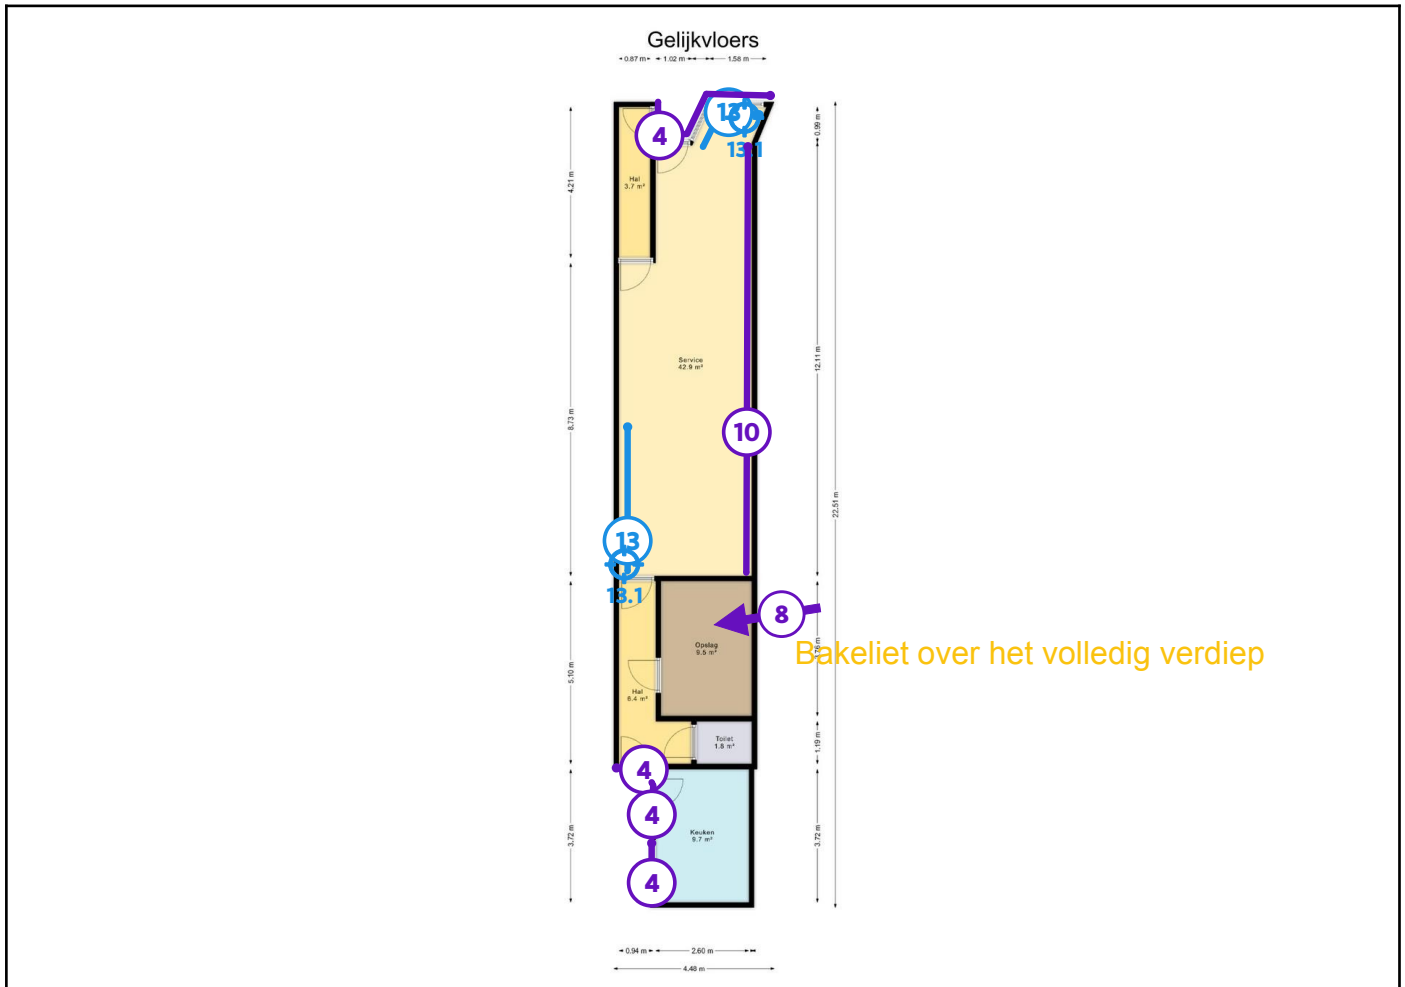 Gelijkvloers
0.87 m
1.02 m
1.58 m
4
13
13.1
0.99 m
4.21 m
Hal
3.7 m²
12.11 m
Service
42.9 m²
8.73 m
10
22.51 m
13
13.1
8
Opslag
9.5 m²
Bakeliet over het volledig verdiep
5.10 m
Hal
6.4 m²
Toilet
1.8 m²
1.19 m
4
4
Keuken
9.7 m²
3.72 m
3.72 m
4
0.94 m
2.60 m
4.48 m